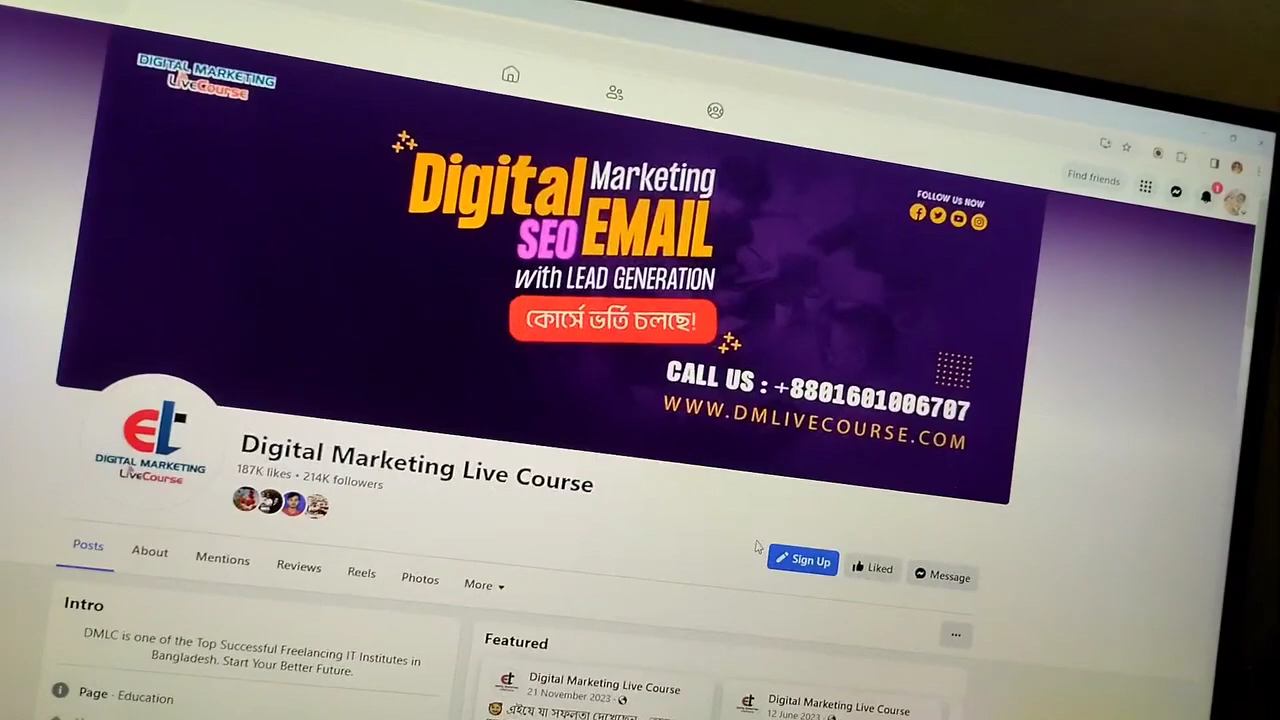 DIGITAL MARKETING
LiveCourse
Digital Marketing
SEO EMAIL
with LEAD GENERATION
কোর্সে ভর্তি চলছে!
FOLLOW US NOW
CALL US : +8801601006707
WWW.DMLIVECOURSE.COM
Find friends
1
DIGITAL MARKETING
LiveCourse
Digital Marketing Live Course
187K likes • 214K followers
Sign Up
Liked
Message
Posts
About
Mentions
Reviews
Reels
Photos
More
Intro
DMLC is one of the Top Successful Freelancing IT Institutes in
Bangladesh. Start Your Better Future.
Page · Education
Featured
Digital Marketing Live Course
21 November 2023 ·
এইযে যা সফলতা দেখেছেন
Digital Marketing Live Course
12 June 2023 ·